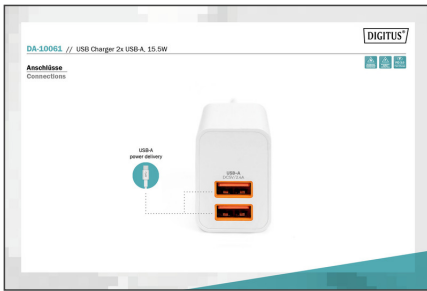 DIGITUS®
DA-10061 // USB Charger 2x USB-A, 15.5W
Anschlüsse
Connections
USB-A
power delivery
USB-A